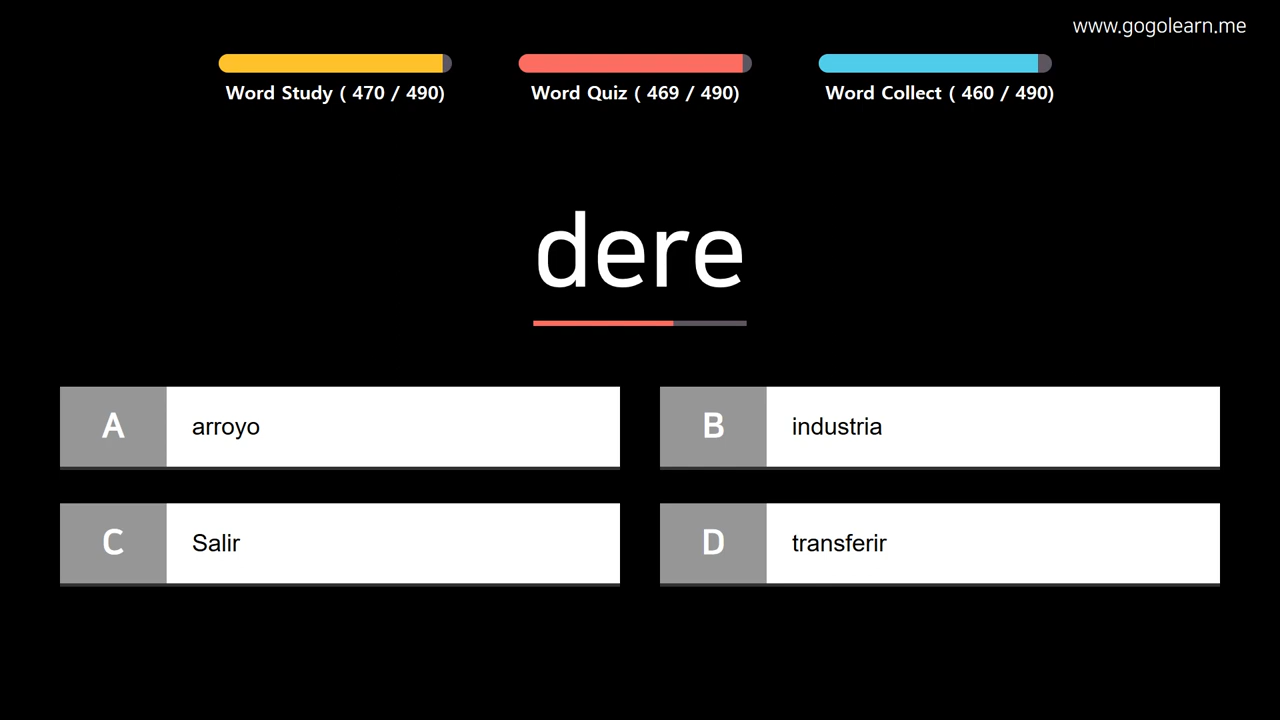 www.gogolearn.me
Word Study ( 470 / 490)
Word Quiz ( 469 / 490)
Word Collect ( 460 / 490)
dere
A
arroyo
B
industria
C
Salir
D
transferir